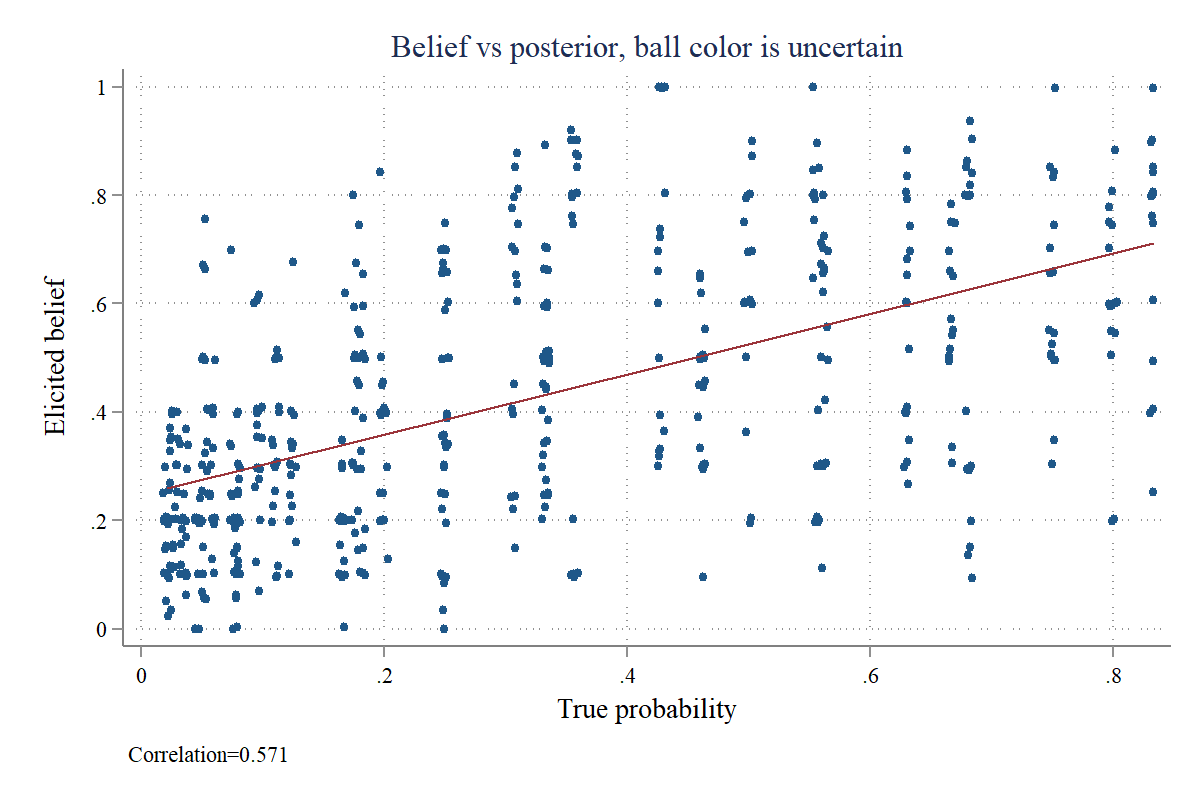 Belief vs posterior, ball color is uncertain
Elicited belief
1
.8
.6
.4
.2
0
0 .2 .4 .6 .8
True probability
Correlation=0.571